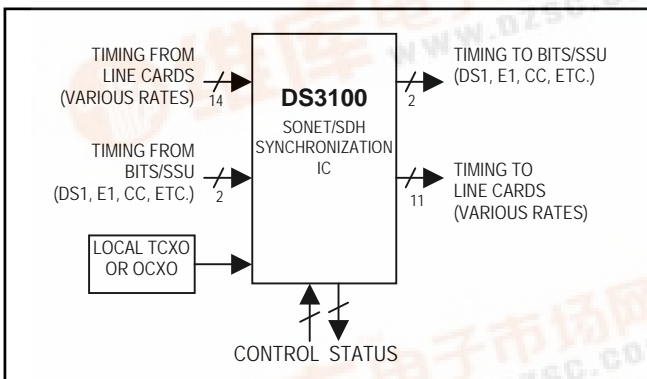 TIMING FROM
LINE CARDS
(VARIOUS RATES)
14
TIMING FROM
BITS/SSU
(DS1, E1, CC, ETC.)
2
LOCAL TCXO
OR OCXO
DS3100
SONET/SDH
SYNCHRONIZATION
IC
TIMING TO BITS/SSU
(DS1, E1, CC, ETC.)
2
TIMING TO
LINE CARDS
(VARIOUS RATES)
11
CONTROL STATUS